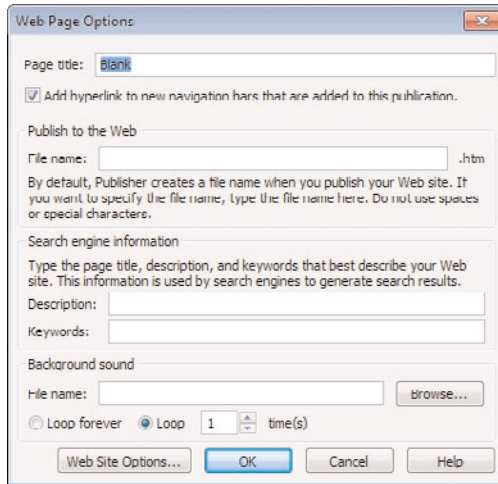 Web Page Options
Page title: Blank
Add hyperlink to new navigation bars that are added to this publication.
Publish to the Web
File name: .htm
By default, Publisher creates a file name when you publish your Web site. If
you want to specify the file name, type the file name here. Do not use spaces
or special characters.
Search engine information
Type the page title, description, and keywords that best describe your Web
site. This information is used by search engines to generate search results.
Description:
Keywords:
Background sound
File name: Browse...
Loop forever Loop 1 time(s)
Web Site Options... OK Cancel Help